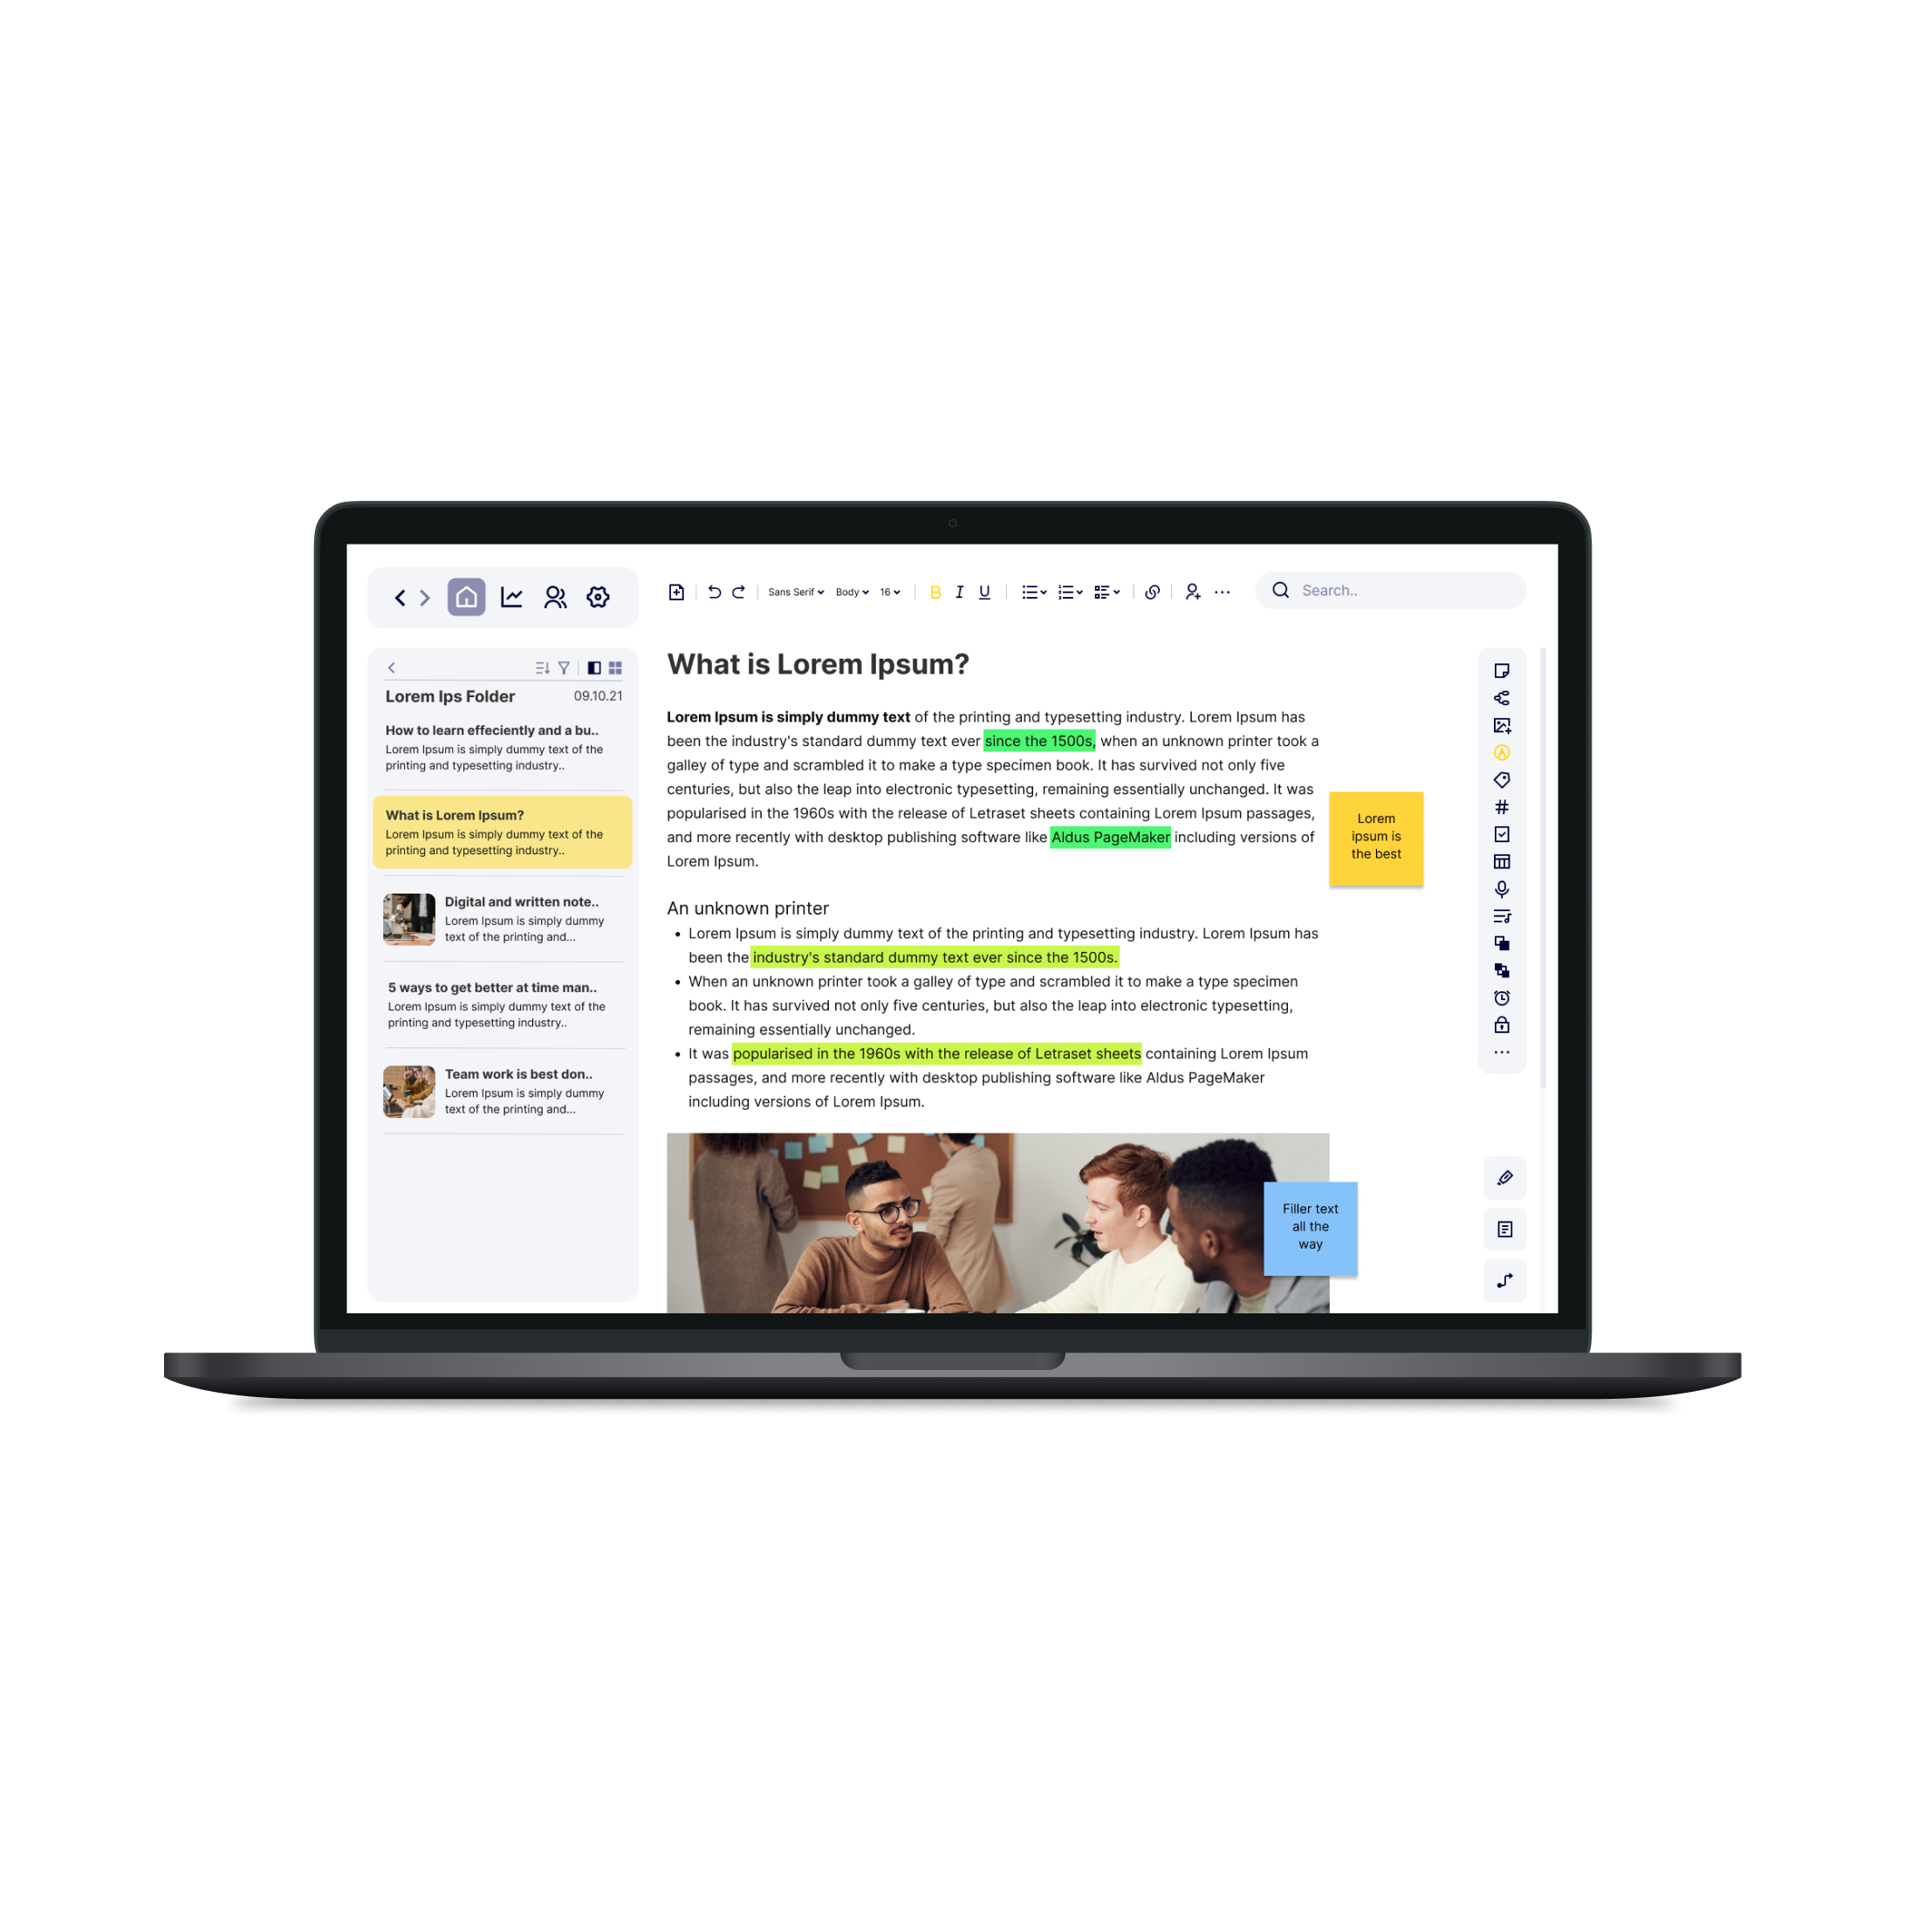 Sans Serif Body 16 B I U
Search..
Lorem Ips Folder 09.10.21
How to learn effeciently and a bu..
Lorem Ipsum is simply dummy text of the
printing and typesetting industry..
What is Lorem Ipsum?
Lorem Ipsum is simply dummy text of the
printing and typesetting industry..
Digital and written note..
Lorem Ipsum is simply dummy
text of the printing and...
5 ways to get better at time man..
Lorem Ipsum is simply dummy text of the
printing and typesetting industry..
Team work is best don..
Lorem Ipsum is simply dummy
text of the printing and...
What is Lorem Ipsum?
Lorem Ipsum is simply dummy text of the printing and typesetting industry. Lorem Ipsum has
been the industry's standard dummy text ever since the 1500s, when an unknown printer took a
galley of type and scrambled it to make a type specimen book. It has survived not only five
centuries, but also the leap into electronic typesetting, remaining essentially unchanged. It was
popularised in the 1960s with the release of Letraset sheets containing Lorem Ipsum passages,
and more recently with desktop publishing software like Aldus PageMaker including versions of
Lorem Ipsum.
Lorem
ipsum is
the best
An unknown printer
• Lorem Ipsum is simply dummy text of the printing and typesetting industry. Lorem Ipsum has
been the industry's standard dummy text ever since the 1500s.
• When an unknown printer took a galley of type and scrambled it to make a type specimen
book. It has survived not only five centuries, but also the leap into electronic typesetting,
remaining essentially unchanged.
• It was popularised in the 1960s with the release of Letraset sheets containing Lorem Ipsum
passages, and more recently with desktop publishing software like Aldus PageMaker
including versions of Lorem Ipsum.
Filler text
all the
way